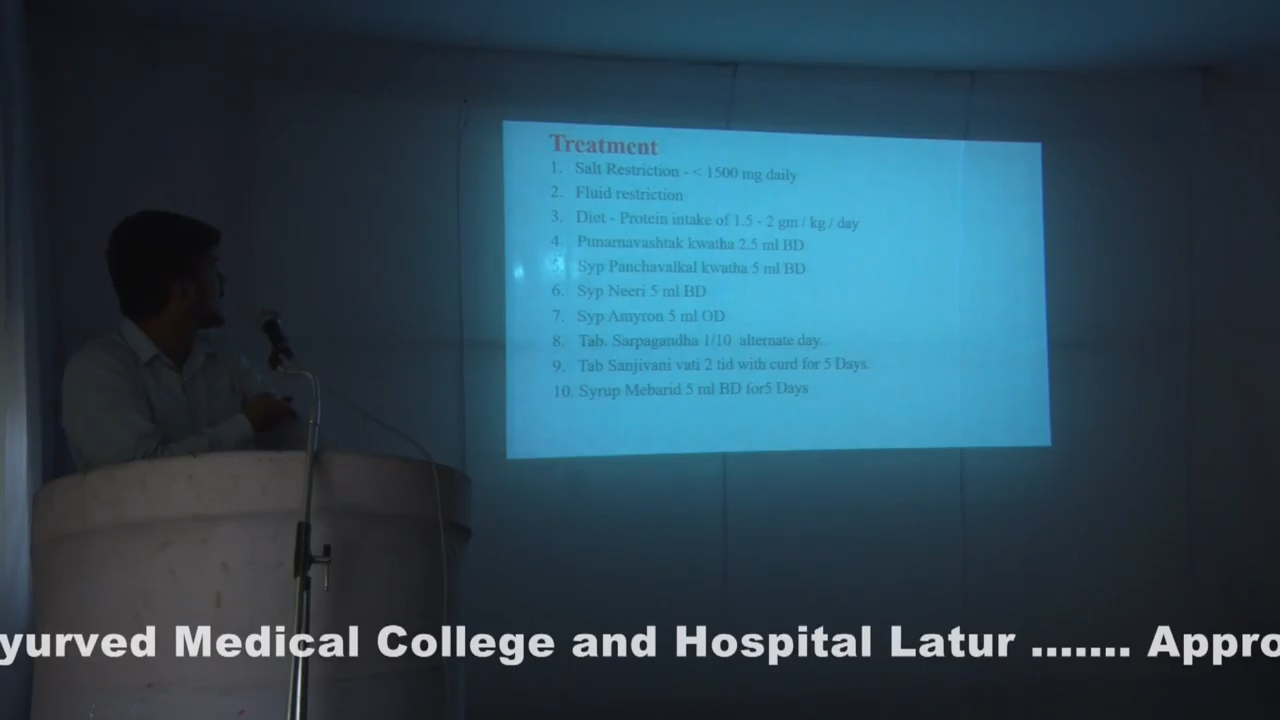 Treatment
1. Salt Restriction - < 1500 mg daily
2. Fluid restriction
3. Diet - Protein intake of 1.5 - 2 gm / kg / day
4. Punarnavashtak kwatha 2.5 ml BD
5. Syp Panchavalkal kwatha 5 ml BD
6. Syp Neeri 5 ml BD
7. Syp Amyron 5 ml OD
8. Tab. Sarpagandha 1/10 alternate day.
9. Tab Sanjivani vati 2 tid with curd for 5 Days.
10. Syrup Mebarid 5 ml BD for5 Days
yurved Medical College and Hospital Latur ....... Appro